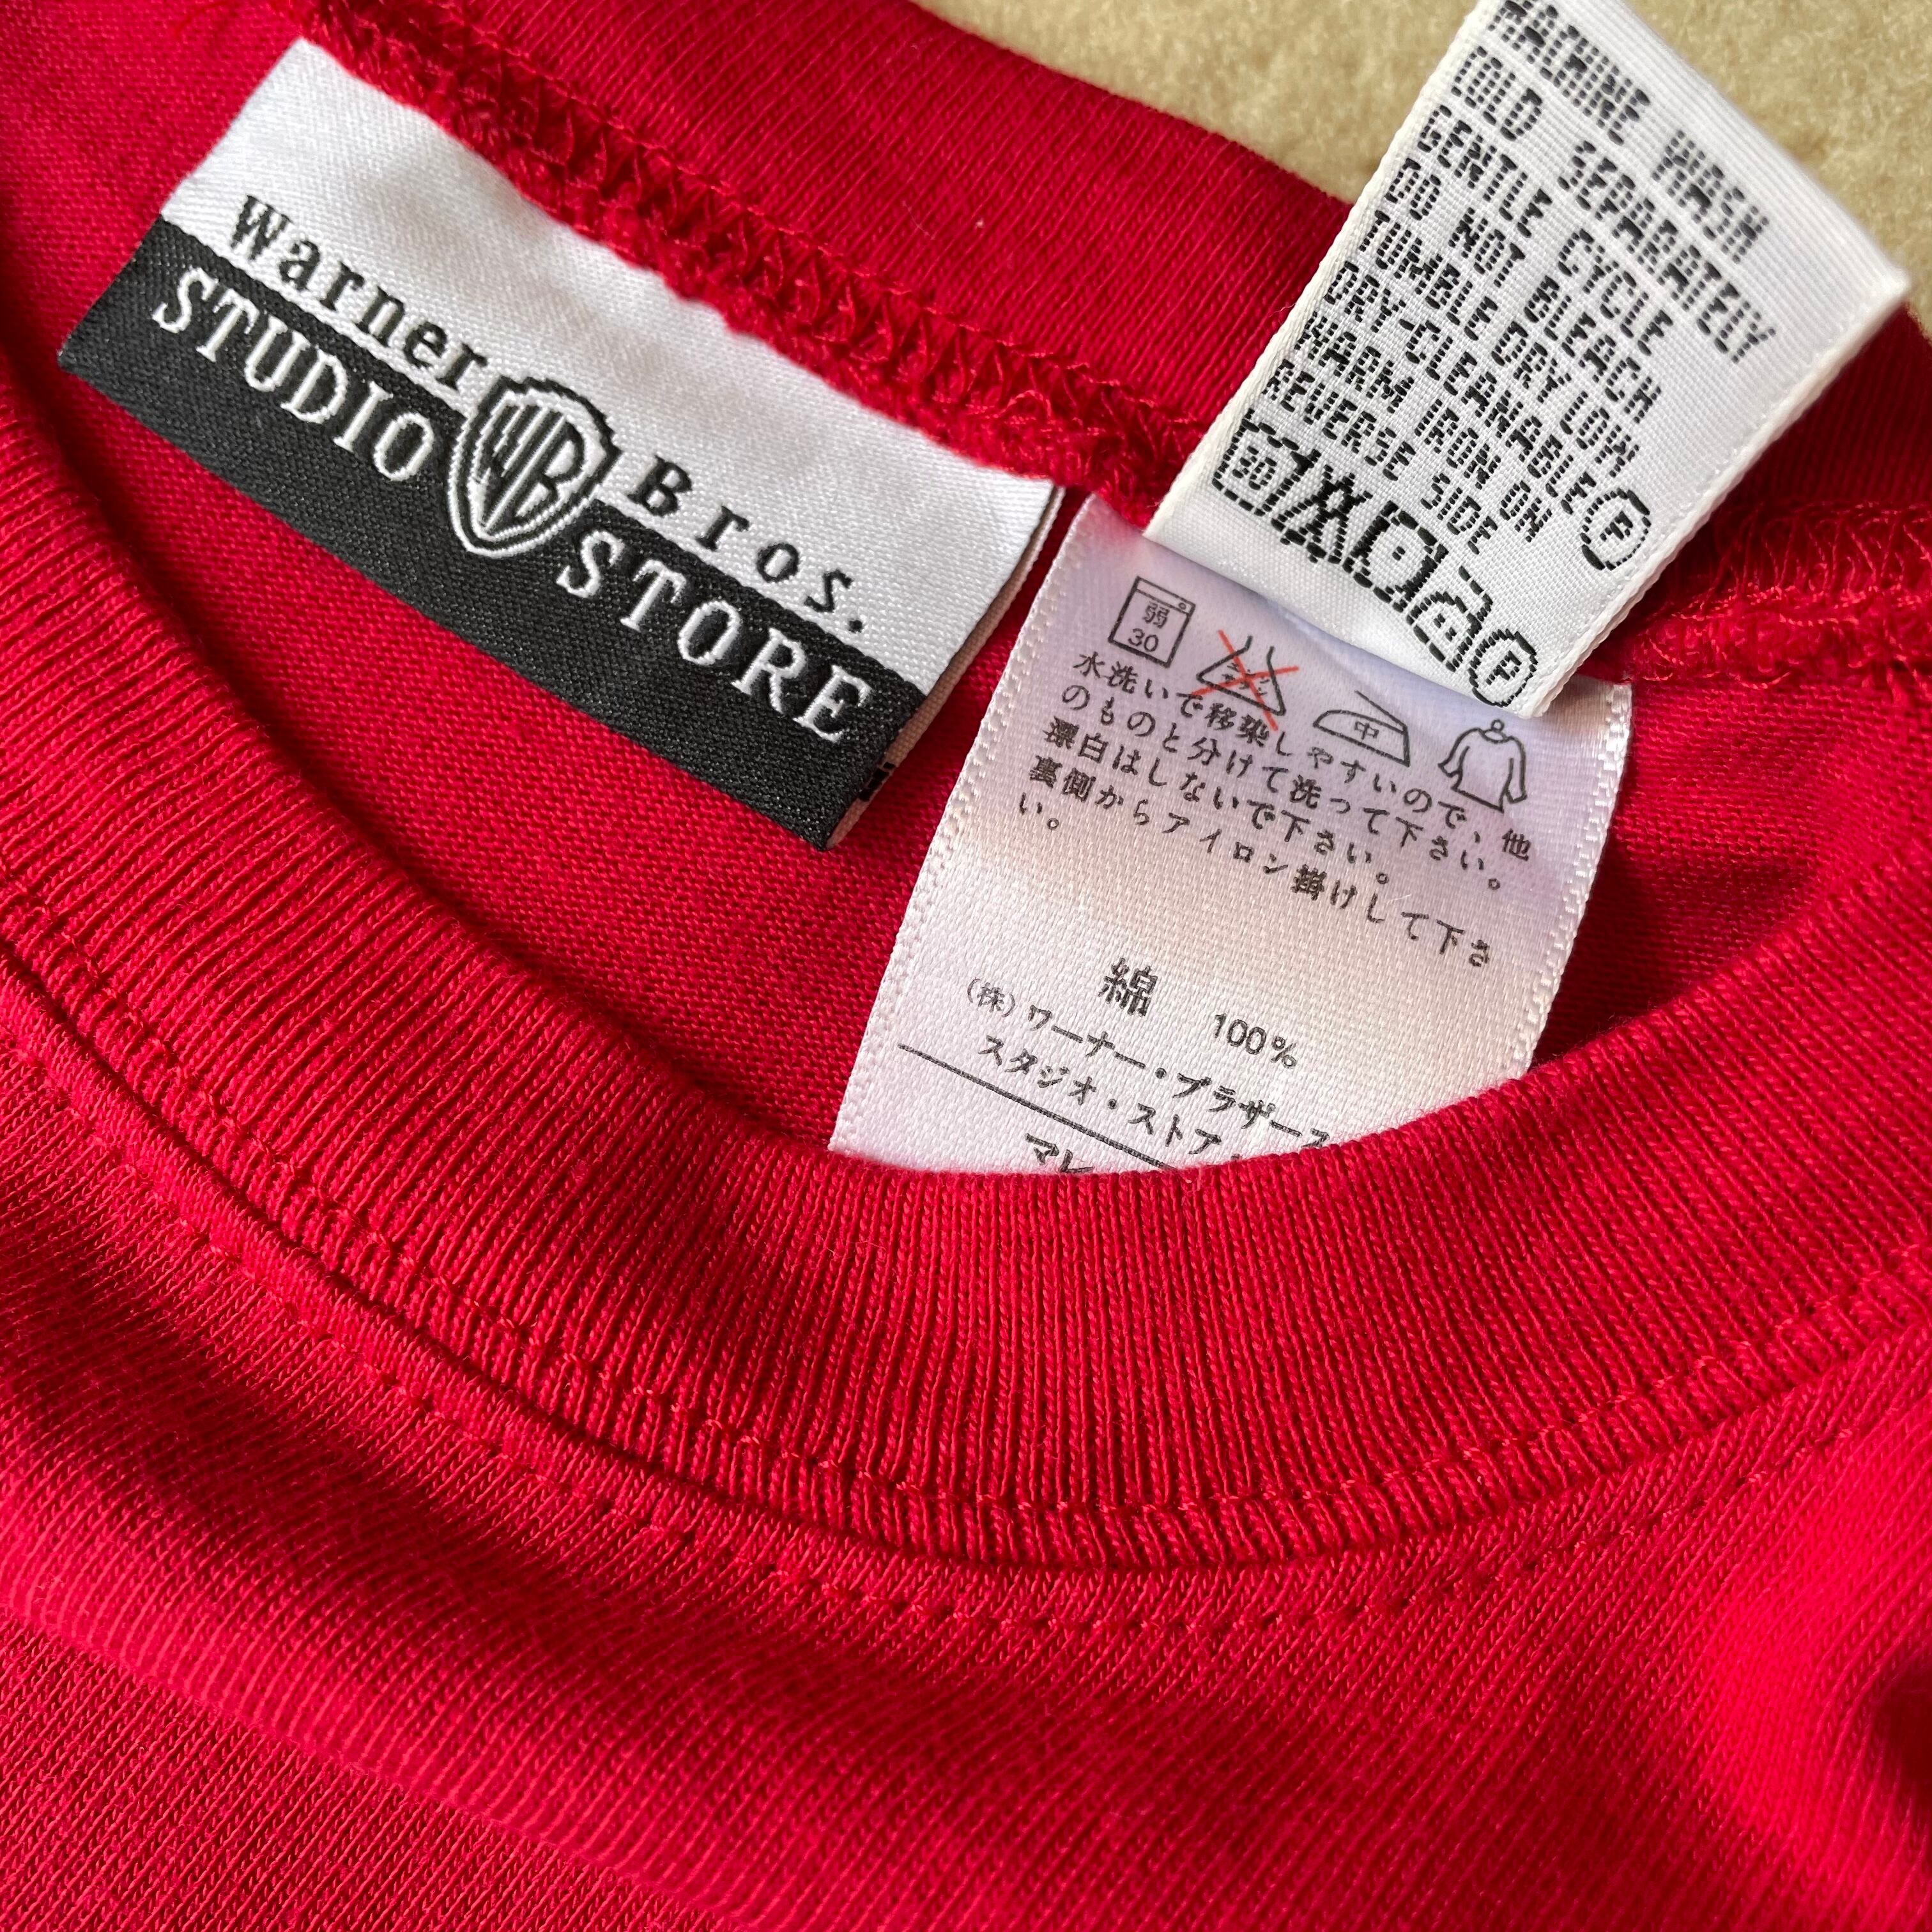 Warner Bros.
STUDIO STORE
WB
MACHINE WASH
COLD SEPARATELY
GENTLE CYCLE
DO NOT BLEACH
TUMBLE DRY LOW
DRY-CLEANABLE Ⓕ
WARM IRON ON
REVERSE SIDE
30
F
弱
30
中
水洗いで移染しやすいので、他
のものと分けて洗って下さい。
漂白はしないで下さい。
裏側からアイロン掛けして下さ
い。
綿 100%
(株)ワーナー・ブラザース
スタジオ・ストア